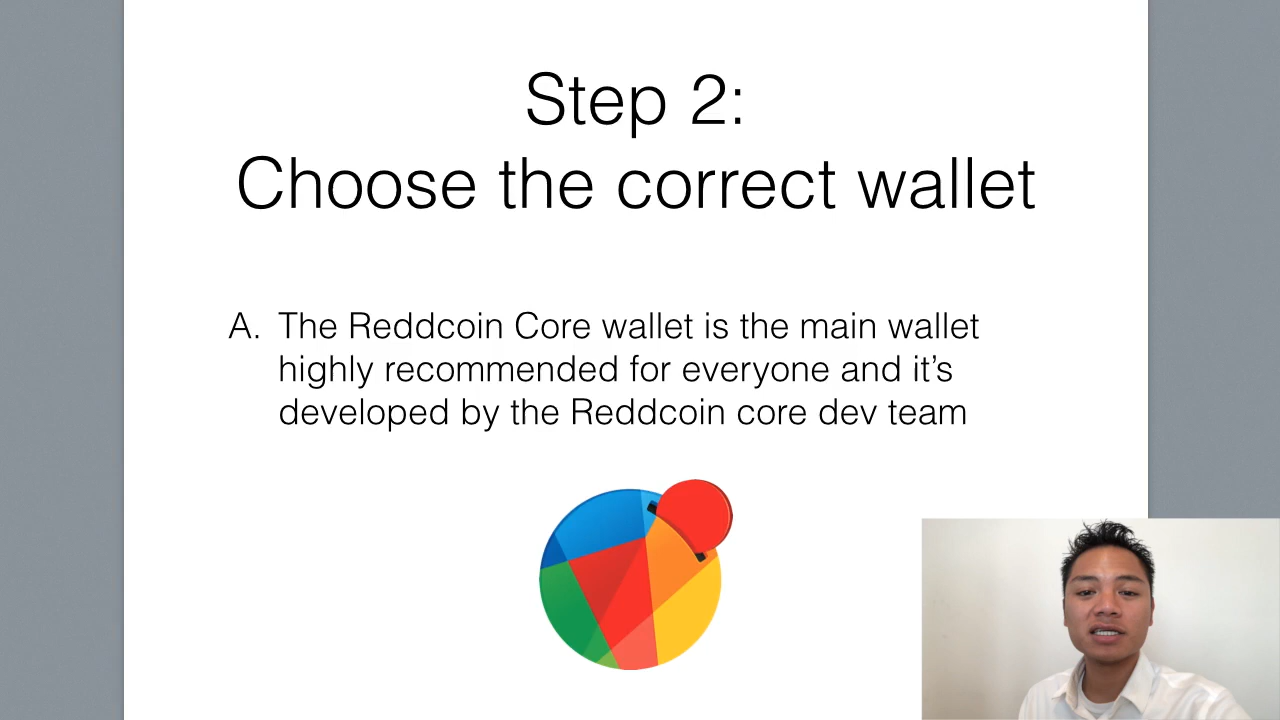 Step 2:
Choose the correct wallet
A. The Reddcoin Core wallet is the main wallet
highly recommended for everyone and it’s
developed by the Reddcoin core dev team